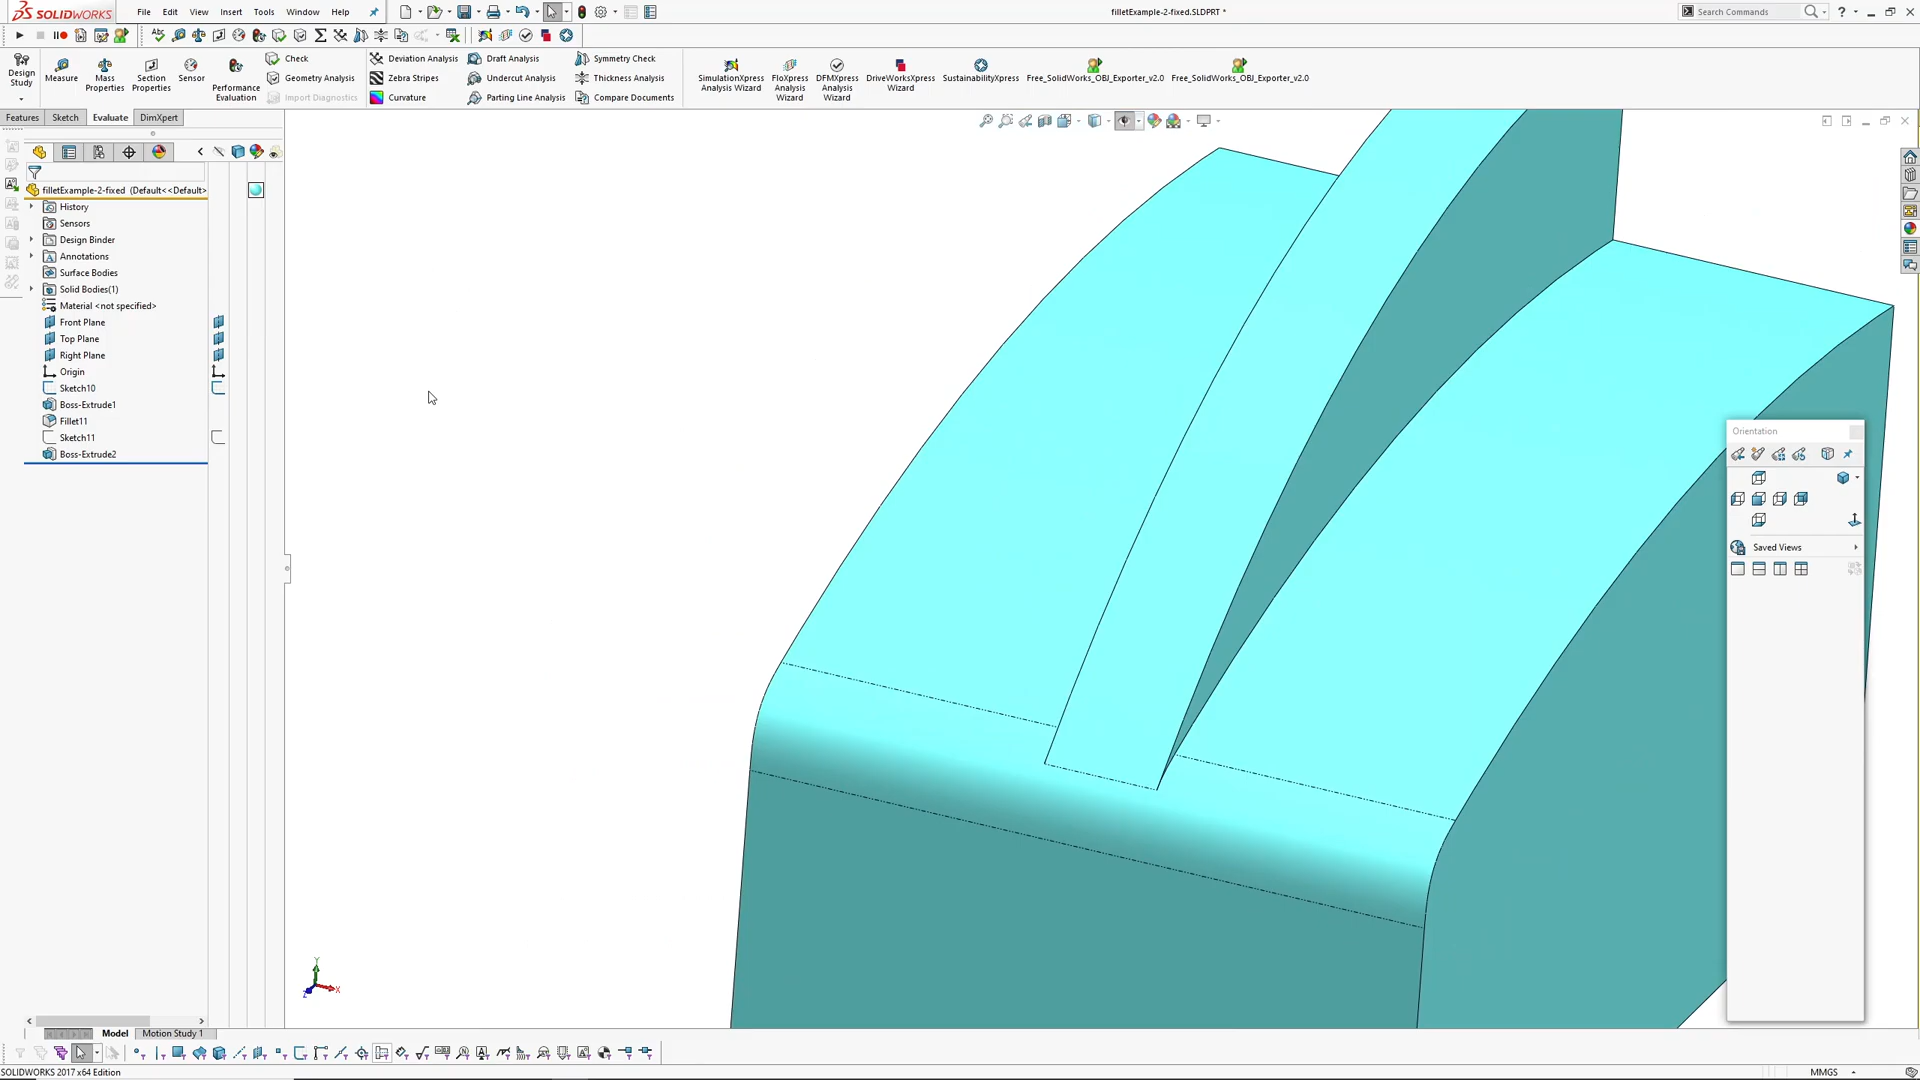 SOLIDWORKS File Edit View Insert Tools Window Help filletExample-2-fixed.SLDPRT * Search Commands
Design Study
Measure
Mass Properties
Section Properties
Sensor
Performance Evaluation
Check
Geometry Analysis
Import Diagnostics
Deviation Analysis
Zebra Stripes
Curvature
Draft Analysis
Undercut Analysis
Parting Line Analysis
Symmetry Check
Thickness Analysis
Compare Documents
SimulationXpress Analysis Wizard
FloXpress Analysis Wizard
DFMXpress Analysis Wizard
DriveWorksXpress Wizard
SustainabilityXpress
Free_SolidWorks_OBJ_Exporter_v2.0
Free_SolidWorks_OBJ_Exporter_v2.0
Features Sketch Evaluate DimXpert
filletExample-2-fixed (Default<<Default>
History
Sensors
Design Binder
Annotations
Surface Bodies
Solid Bodies(1)
Material <not specified>
Front Plane
Top Plane
Right Plane
Origin
Sketch10
Boss-Extrude1
Fillet11
Sketch11
Boss-Extrude2
Orientation
Saved Views
Y
X
Z
Model Motion Study 1
SOLIDWORKS 2017 x64 Edition MMGS